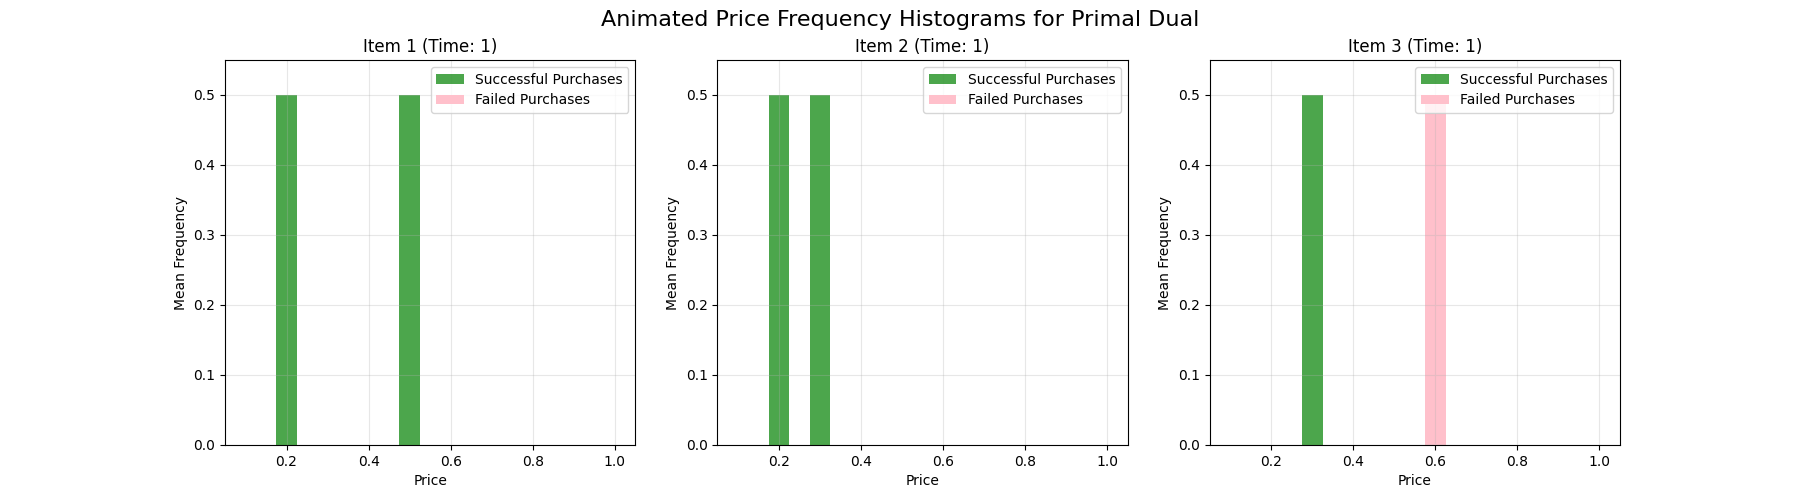 Animated Price Frequency Histograms for Primal Dual
Item 1 (Time: 1)
Successful Purchases
Failed Purchases
0.5
0.4
0.3
0.2
0.1
0.0
Mean Frequency
0.2 0.4 0.6 0.8 1.0
Price
Item 2 (Time: 1)
Successful Purchases
Failed Purchases
0.5
0.4
0.3
0.2
0.1
0.0
Mean Frequency
0.2 0.4 0.6 0.8 1.0
Price
Item 3 (Time: 1)
Successful Purchases
Failed Purchases
0.5
0.4
0.3
0.2
0.1
0.0
Mean Frequency
0.2 0.4 0.6 0.8 1.0
Price